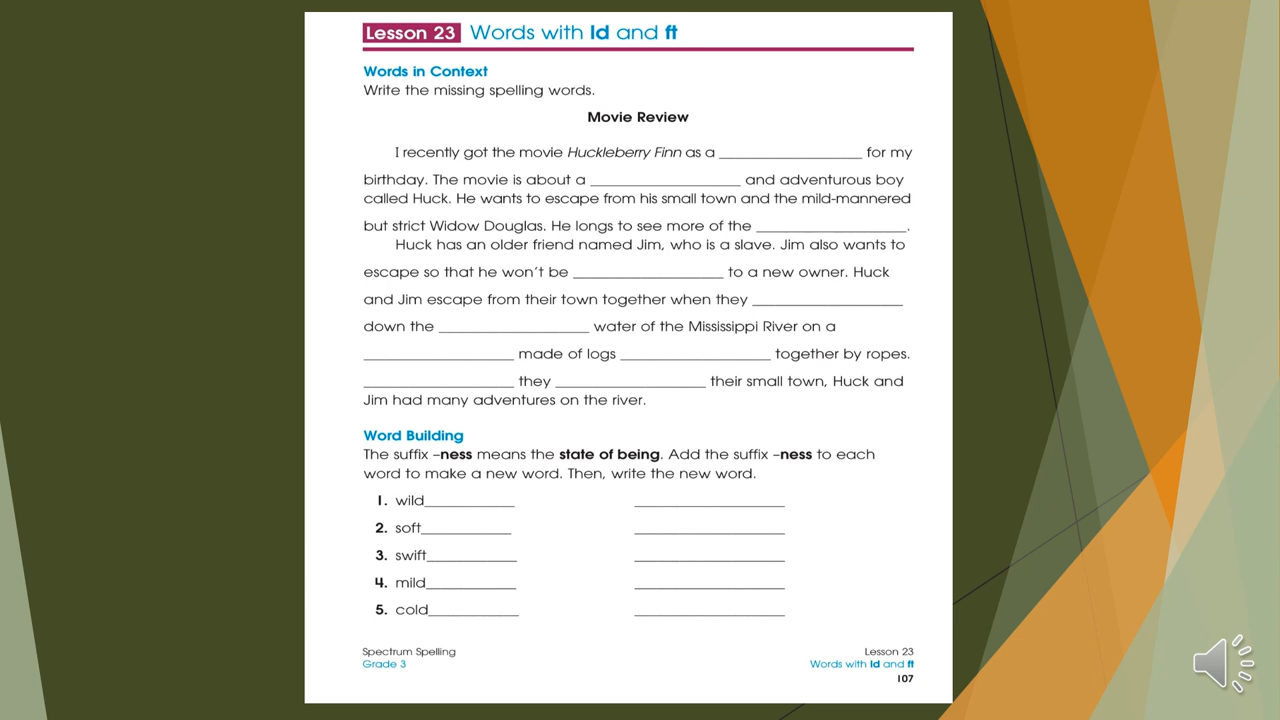 Lesson 23 Words with ld and ft
Words in Context
Write the missing spelling words.
Movie Review
I recently got the movie Huckleberry Finn as a ____________________ for my
birthday. The movie is about a ____________________ and adventurous boy
called Huck. He wants to escape from his small town and the mild-mannered
but strict Widow Douglas. He longs to see more of the ____________________.
Huck has an older friend named Jim, who is a slave. Jim also wants to
escape so that he won't be ____________________ to a new owner. Huck
and Jim escape from their town together when they ____________________
down the ____________________ water of the Mississippi River on a
____________________ made of logs ____________________ together by ropes.
____________________ they ____________________ their small town, Huck and
Jim had many adventures on the river.
Word Building
The suffix –ness means the state of being. Add the suffix –ness to each
word to make a new word. Then, write the new word.
1. wild____________ ____________________
2. soft____________ ____________________
3. swift____________ ____________________
4. mild____________ ____________________
5. cold____________ ____________________
Spectrum Spelling Lesson 23
Grade 3 Words with ld and ft
107